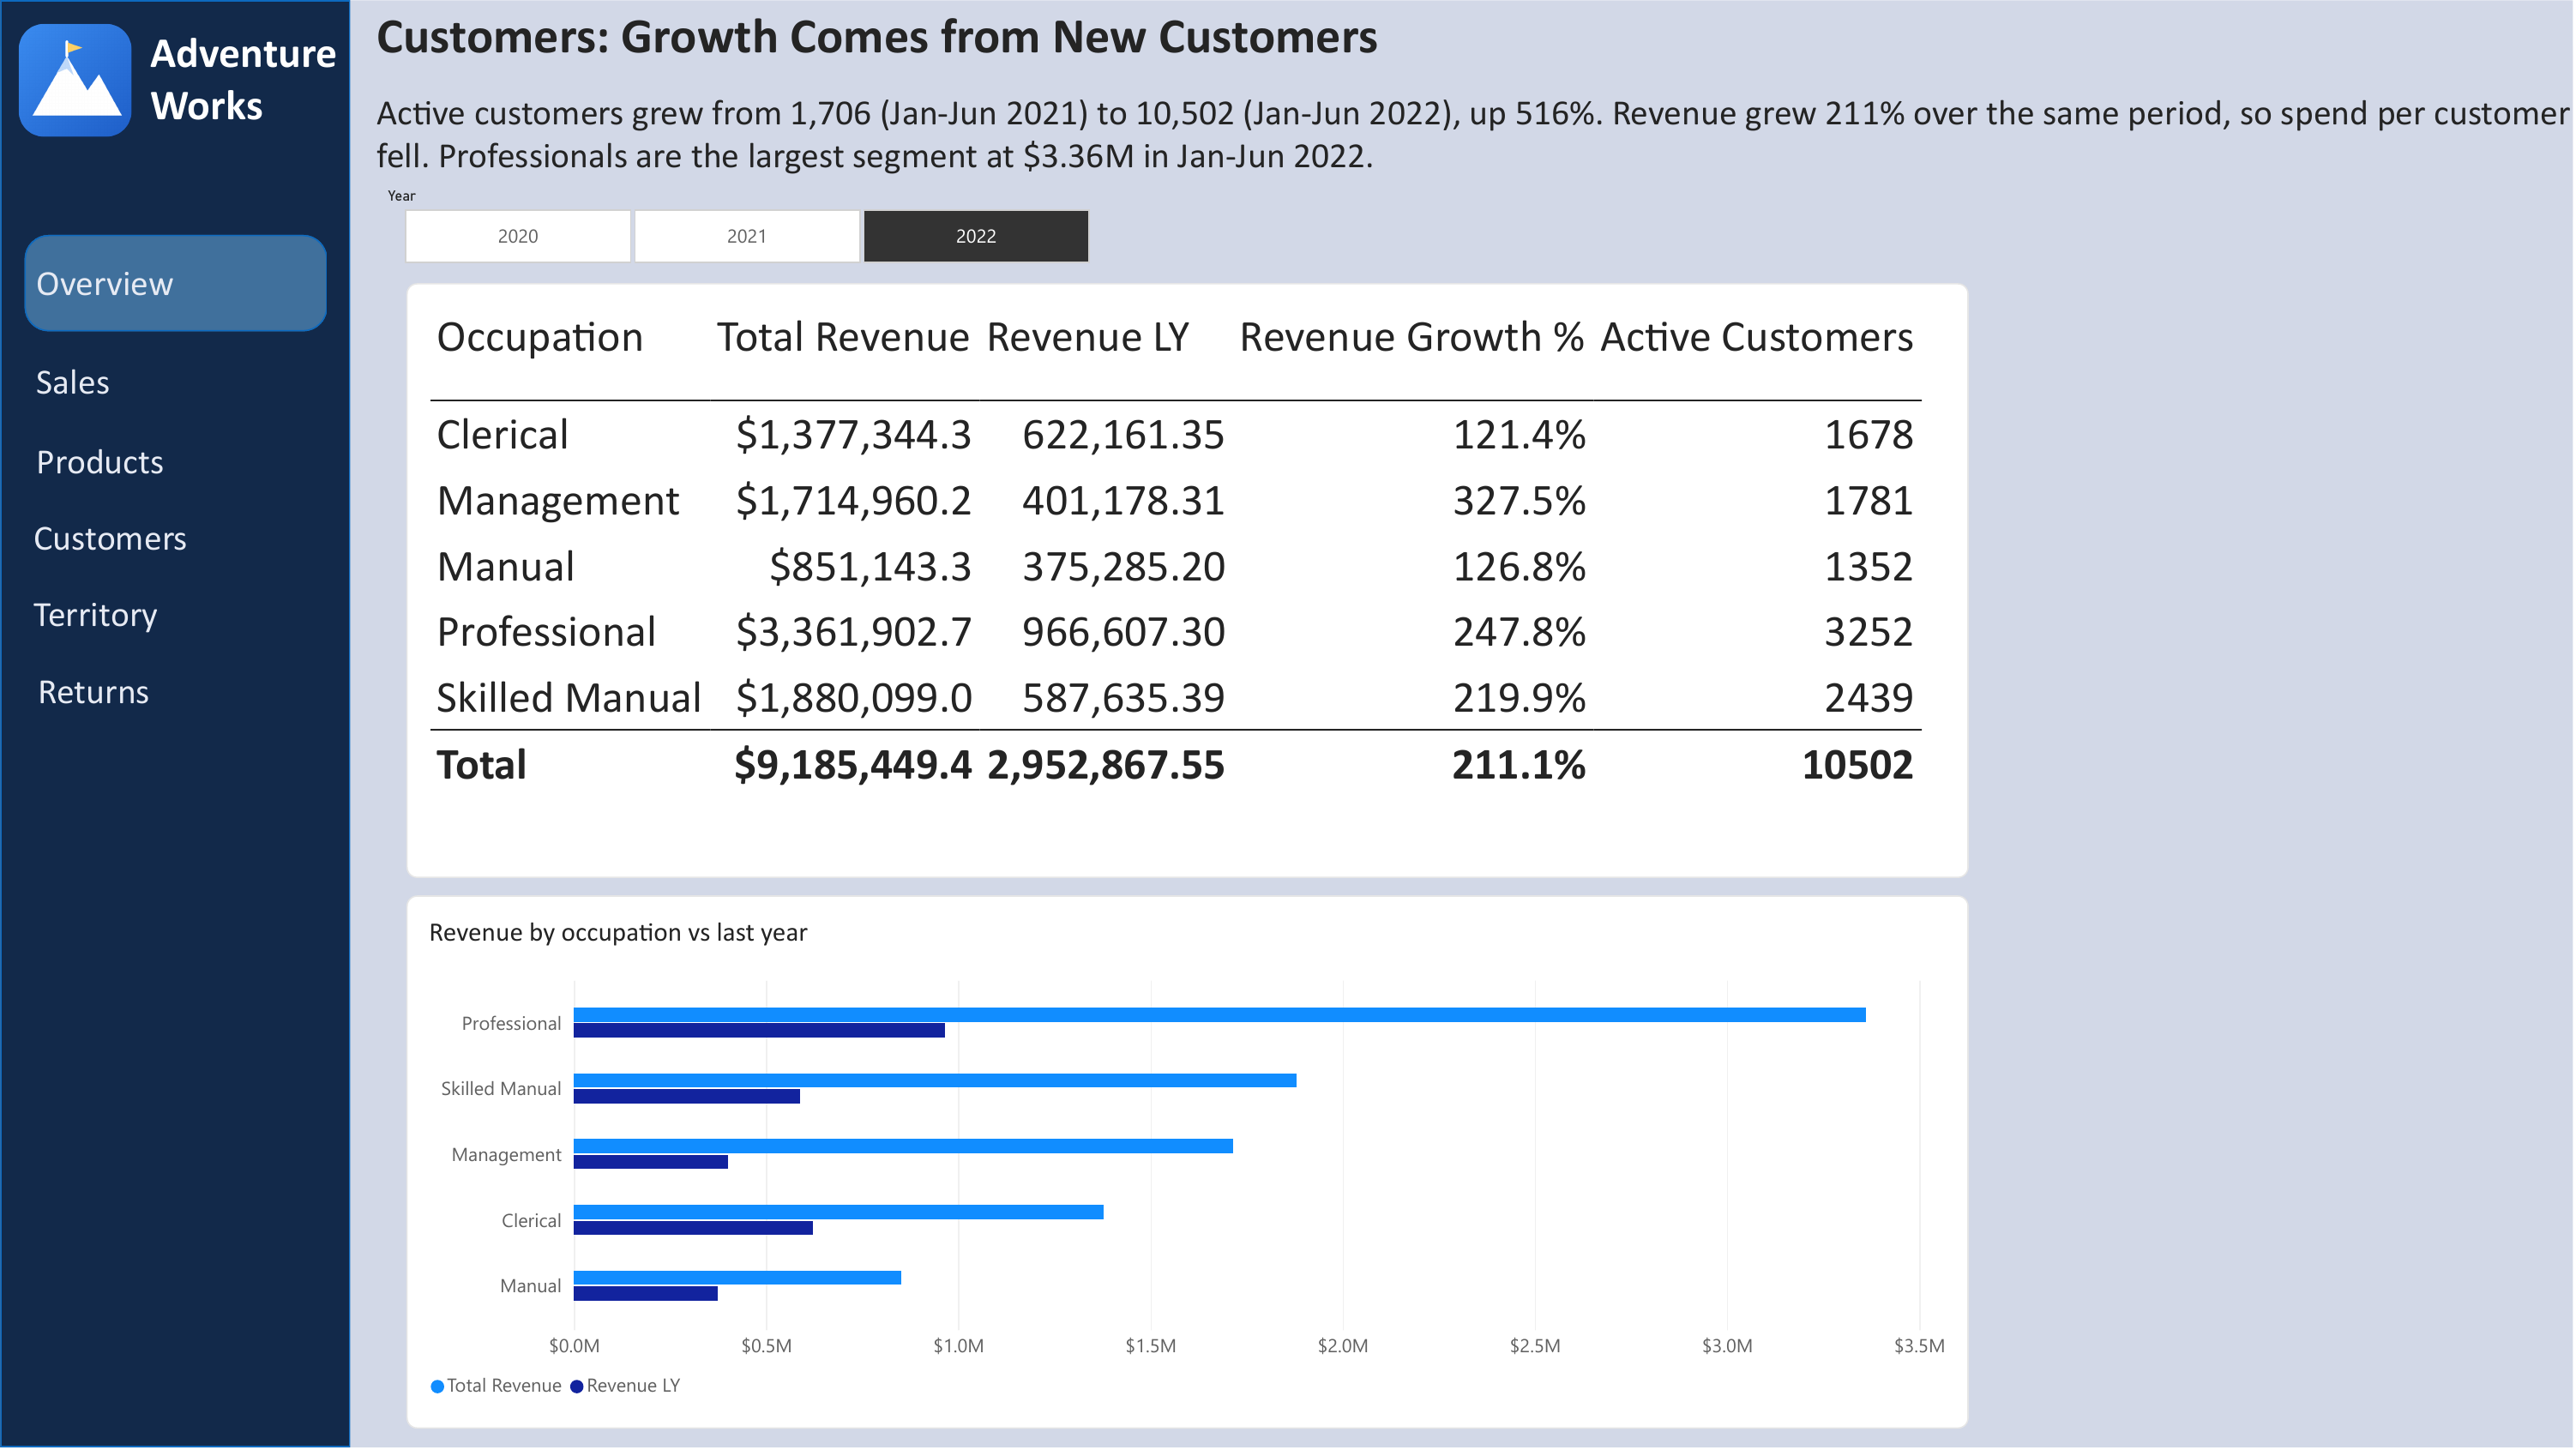 Adventure
Works
Overview
Sales
Products
Customers
Territory
Returns
Customers: Growth Comes from New Customers
Active customers grew from 1,706 (Jan-Jun 2021) to 10,502 (Jan-Jun 2022), up 516%. Revenue grew 211% over the same period, so spend per customer
fell. Professionals are the largest segment at $3.36M in Jan-Jun 2022.
Year
2020 2021 2022
Occupation Total Revenue Revenue LY Revenue Growth % Active Customers
Clerical $1,377,344.3 622,161.35 121.4% 1678
Management $1,714,960.2 401,178.31 327.5% 1781
Manual $851,143.3 375,285.20 126.8% 1352
Professional $3,361,902.7 966,607.30 247.8% 3252
Skilled Manual $1,880,099.0 587,635.39 219.9% 2439
Total $9,185,449.4 2,952,867.55 211.1% 10502
Revenue by occupation vs last year
Professional
Skilled Manual
Management
Clerical
Manual
$0.0M $0.5M $1.0M $1.5M $2.0M $2.5M $3.0M $3.5M
Total Revenue Revenue LY